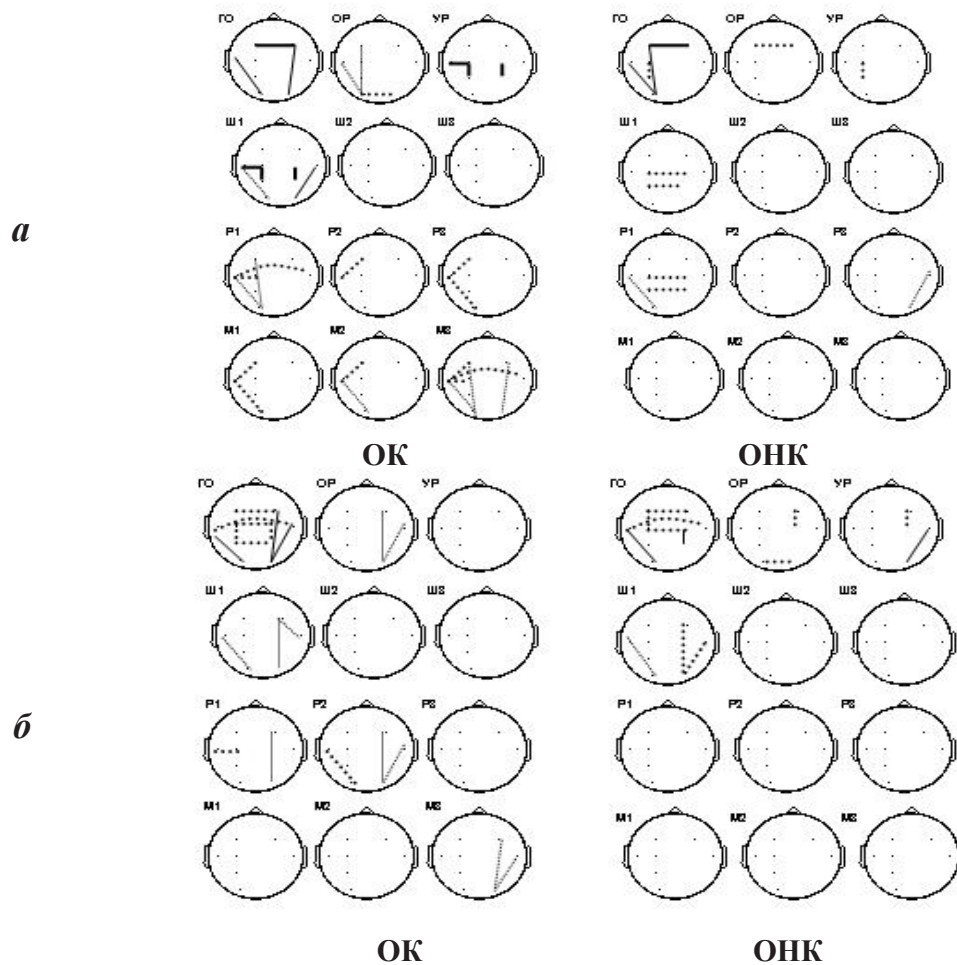 ГО ОР УР ГО ОР УР
Ш1 Ш2 Ш3 Ш1 Ш2 Ш3
а
Р1 Р2 Р3 Р1 Р2 Р3
М1 М2 М3 М1 М2 М3
ОК ОНК
ГО ОР УР ГО ОР УР
Ш1 Ш2 Ш3 Ш1 Ш2 Ш3
Р1 Р2 Р3 Р1 Р2 Р3
б
М1 М2 М3 М1 М2 М3
ОК ОНК